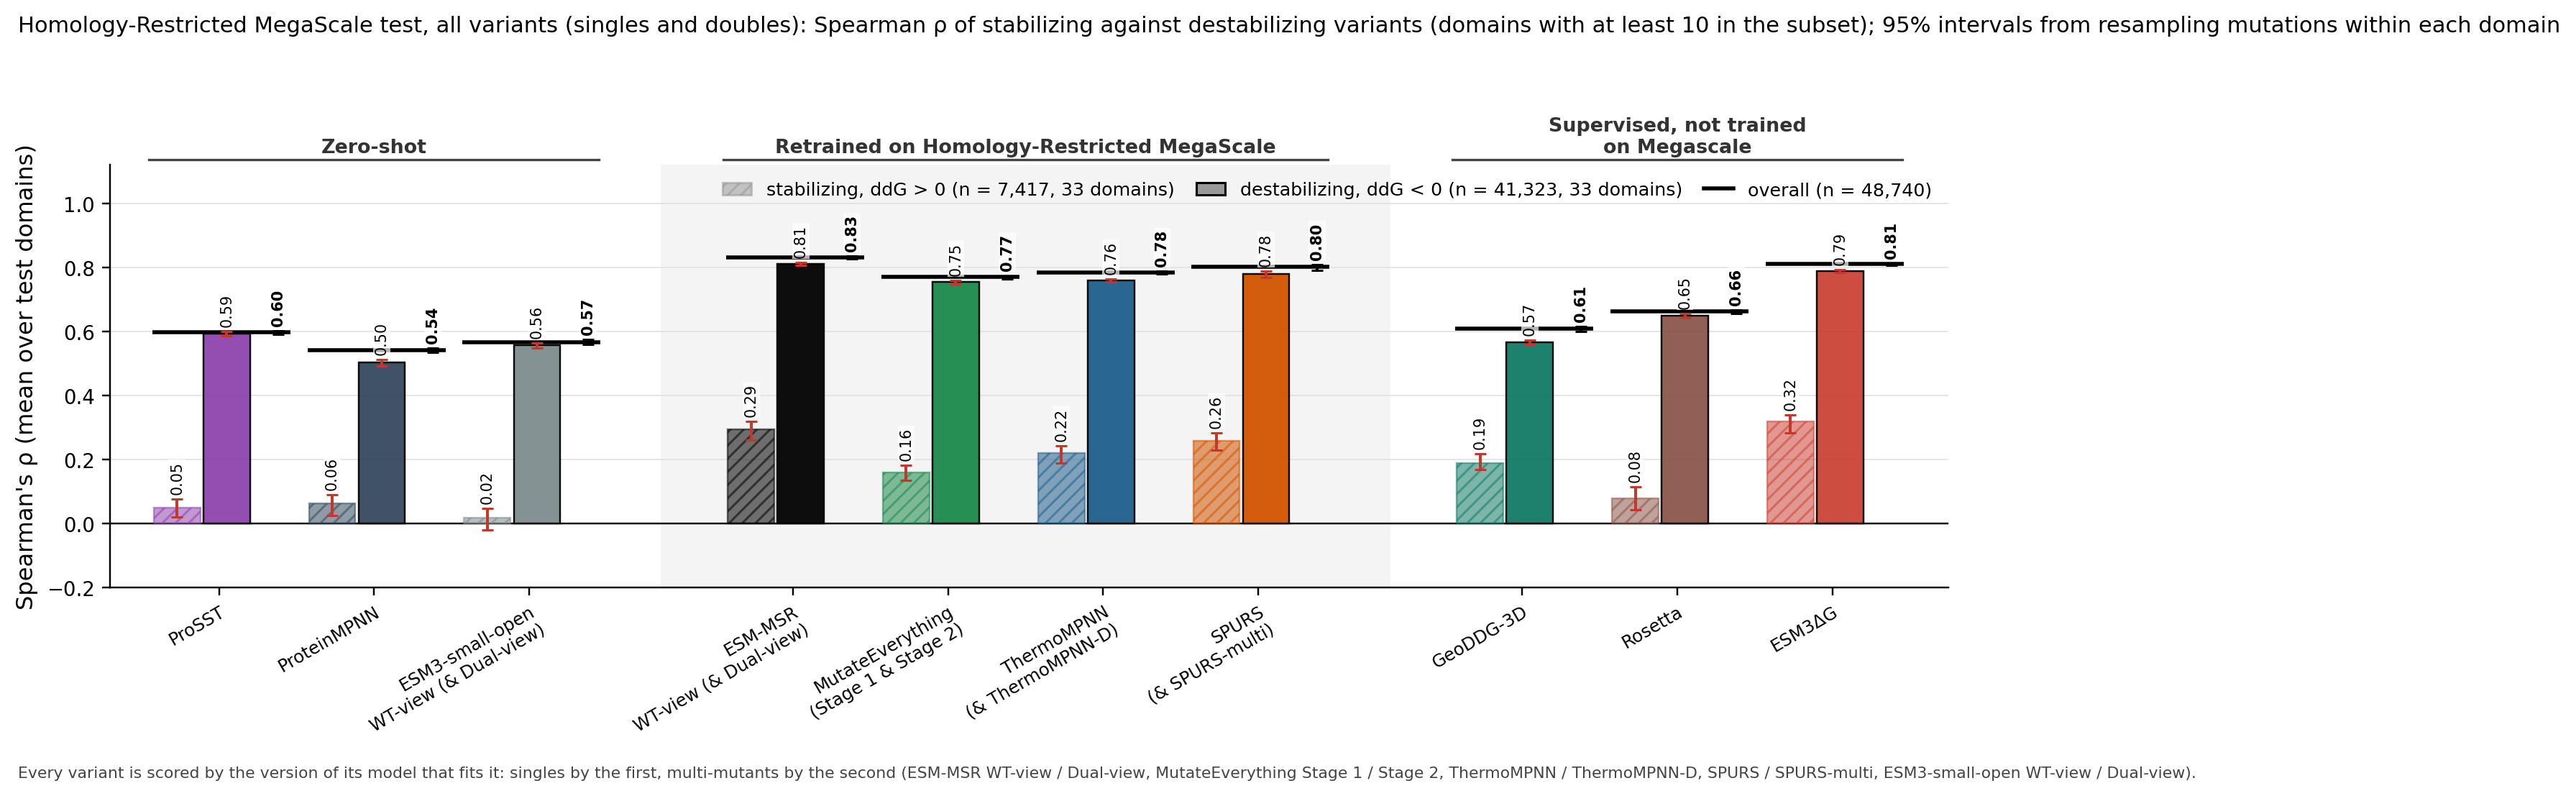 Homology-Restricted MegaScale test, all variants (singles and doubles): Spearman ρ of stabilizing against destabilizing variants (domains with at least 10 in the subset); 95% intervals from resampling mutations within each domain
Zero-shot
Retrained on Homology-Restricted MegaScale
Supervised, not trained
on Megascale
stabilizing, ddG > 0 (n = 7,417, 33 domains)
destabilizing, ddG < 0 (n = 41,323, 33 domains)
overall (n = 48,740)
Spearman's ρ (mean over test domains)
1.0
0.8
0.6
0.4
0.2
0.0
−0.2
0.05
0.59
0.60
0.06
0.50
0.54
0.02
0.56
0.57
0.29
0.81
0.83
0.16
0.75
0.77
0.22
0.76
0.78
0.26
0.78
0.80
0.19
0.57
0.61
0.08
0.65
0.66
0.32
0.79
0.81
ProSST
ProteinMPNN
ESM3-small-open
WT-view (& Dual-view)
ESM-MSR
WT-view (& Dual-view)
MutateEverything
(Stage 1 & Stage 2)
ThermoMPNN
(& ThermoMPNN-D)
SPURS
(& SPURS-multi)
GeoDDG-3D
Rosetta
ESM3ΔG
Every variant is scored by the version of its model that fits it: singles by the first, multi-mutants by the second (ESM-MSR WT-view / Dual-view, MutateEverything Stage 1 / Stage 2, ThermoMPNN / ThermoMPNN-D, SPURS / SPURS-multi, ESM3-small-open WT-view / Dual-view).